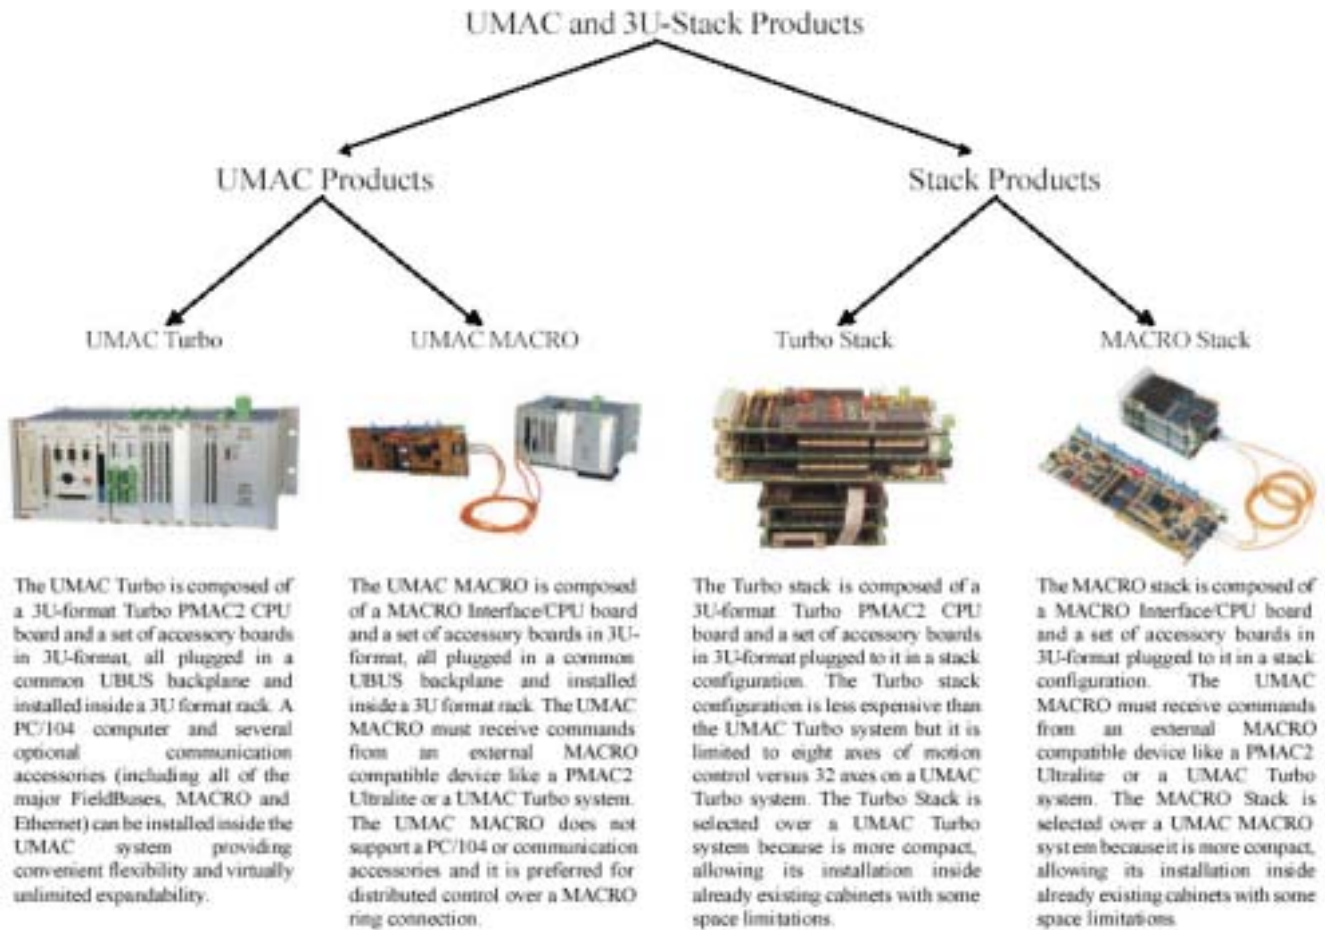 UMAC and 3U-Stack Products
UMAC Products
Stack Products
UMAC Turbo
UMAC MACRO
Turbo Stack
MACRO Stack
The UMAC Turbo is composed of
a 3U-format Turbo PMAC2 CPU
board and a set of accessory boards
in 3U-format, all plugged in a
common UBUS backplane and
installed inside a 3U format rack. A
PC/104 computer and several
optional communication
accessories (including all of the
major FieldBuses, MACRO and
Ethernet) can be installed inside the
UMAC system providing
convenient flexibility and virtually
unlimited expandability.
The UMAC MACRO is composed
of a MACRO Interface/CPU board
and a set of accessory boards in 3U-
format, all plugged in a common
UBUS backplane and installed
inside a 3U format rack. The UMAC
MACRO must receive commands
from an external MACRO
compatible device like a PMAC2
Ultralite or a UMAC Turbo system.
The UMAC MACRO does not
support a PC/104 or communication
accessories and it is preferred for
distributed control over a MACRO
ring connection.
The Turbo stack is composed of a
3U-format Turbo PMAC2 CPU
board and a set of accessory boards
in 3U-format plugged to it in a stack
configuration. The Turbo stack
configuration is less expensive than
the UMAC Turbo system but it is
limited to eight axes of motion
control versus 32 axes on a UMAC
Turbo system. The Turbo Stack is
selected over a UMAC Turbo
system because is more compact,
allowing its installation inside
already existing cabinets with some
space limitations.
The MACRO stack is composed of
a MACRO Interface/CPU board
and a set of accessory boards in
3U-format plugged to it in a stack
configuration. The UMAC
MACRO must receive commands
from an external MACRO
compatible device like a PMAC2
Ultralite or a UMAC Turbo
system. The MACRO Stack is
selected over a UMAC MACRO
system because it is more compact,
allowing its installation inside
already existing cabinets with some
space limitations.